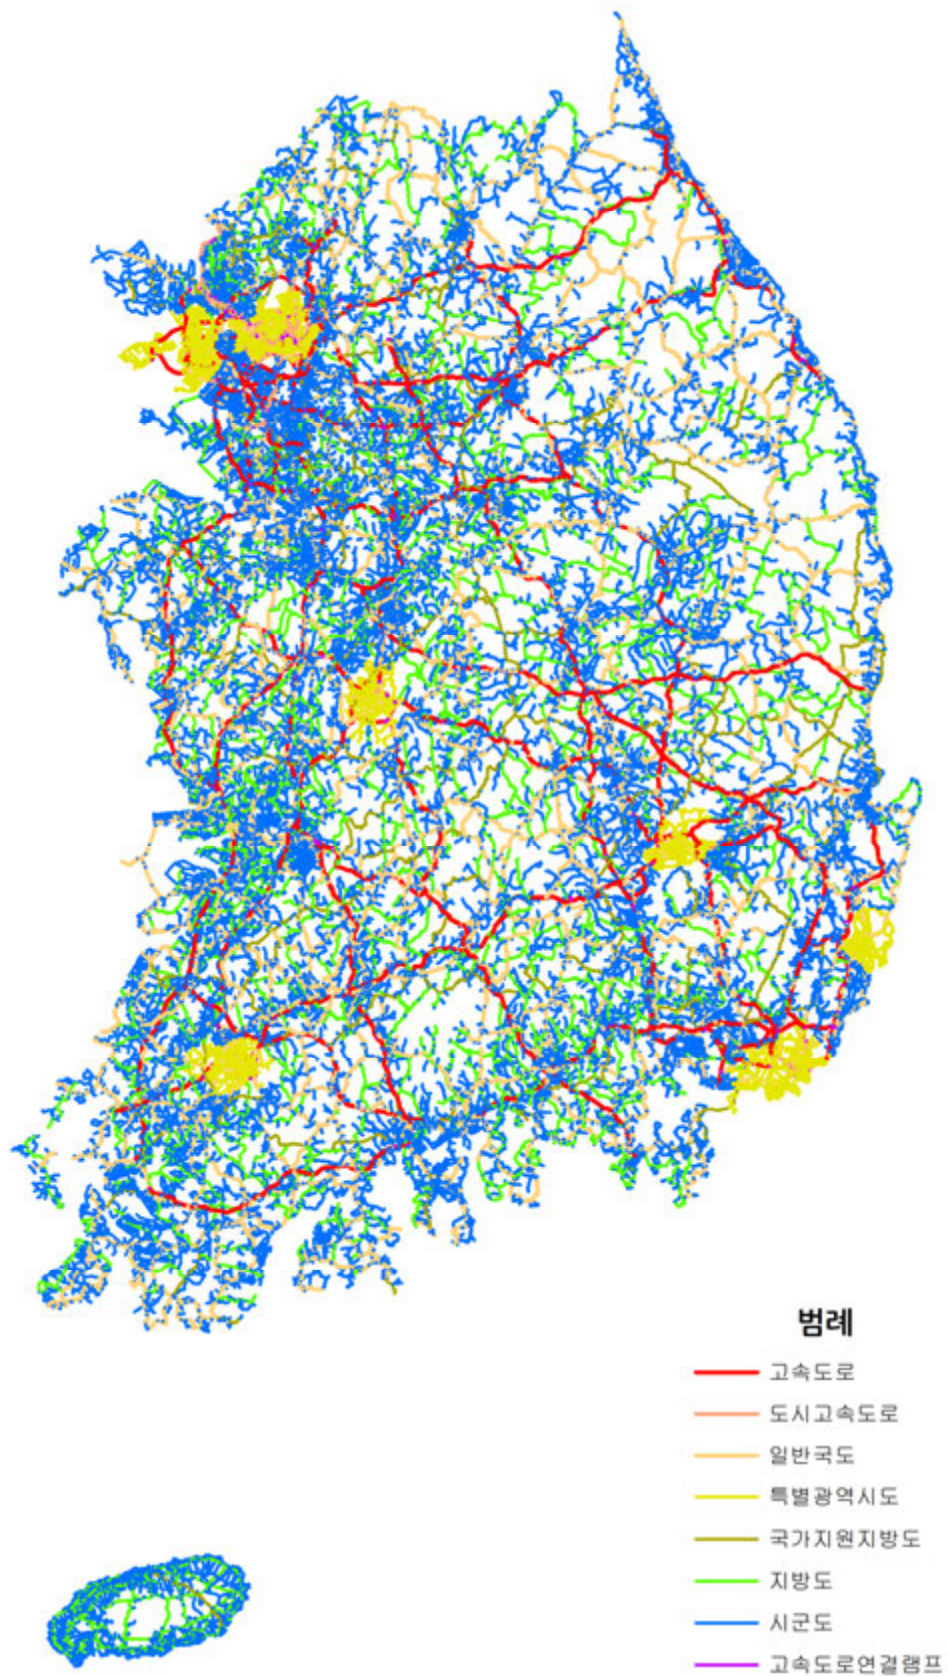 범례
고속도로
도시고속도로
일반국도
특별광역시도
국가지원지방도
지방도
시군도
고속도로연결램프